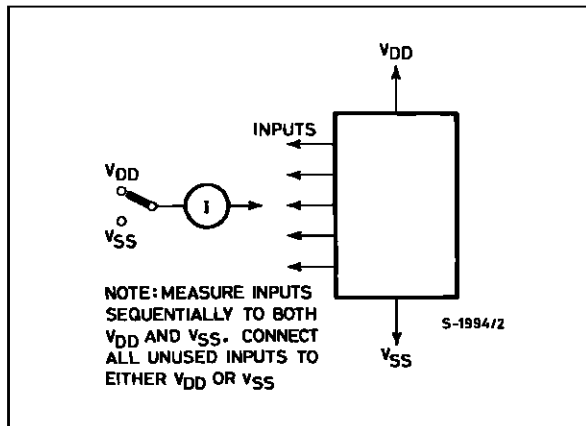 VDD
INPUTS
VDD
I
VSS
NOTE: MEASURE INPUTS
SEQUENTIALLY TO BOTH
VDD AND VSS. CONNECT
ALL UNUSED INPUTS TO
EITHER VDD OR VSS
S-1994/2
VSS